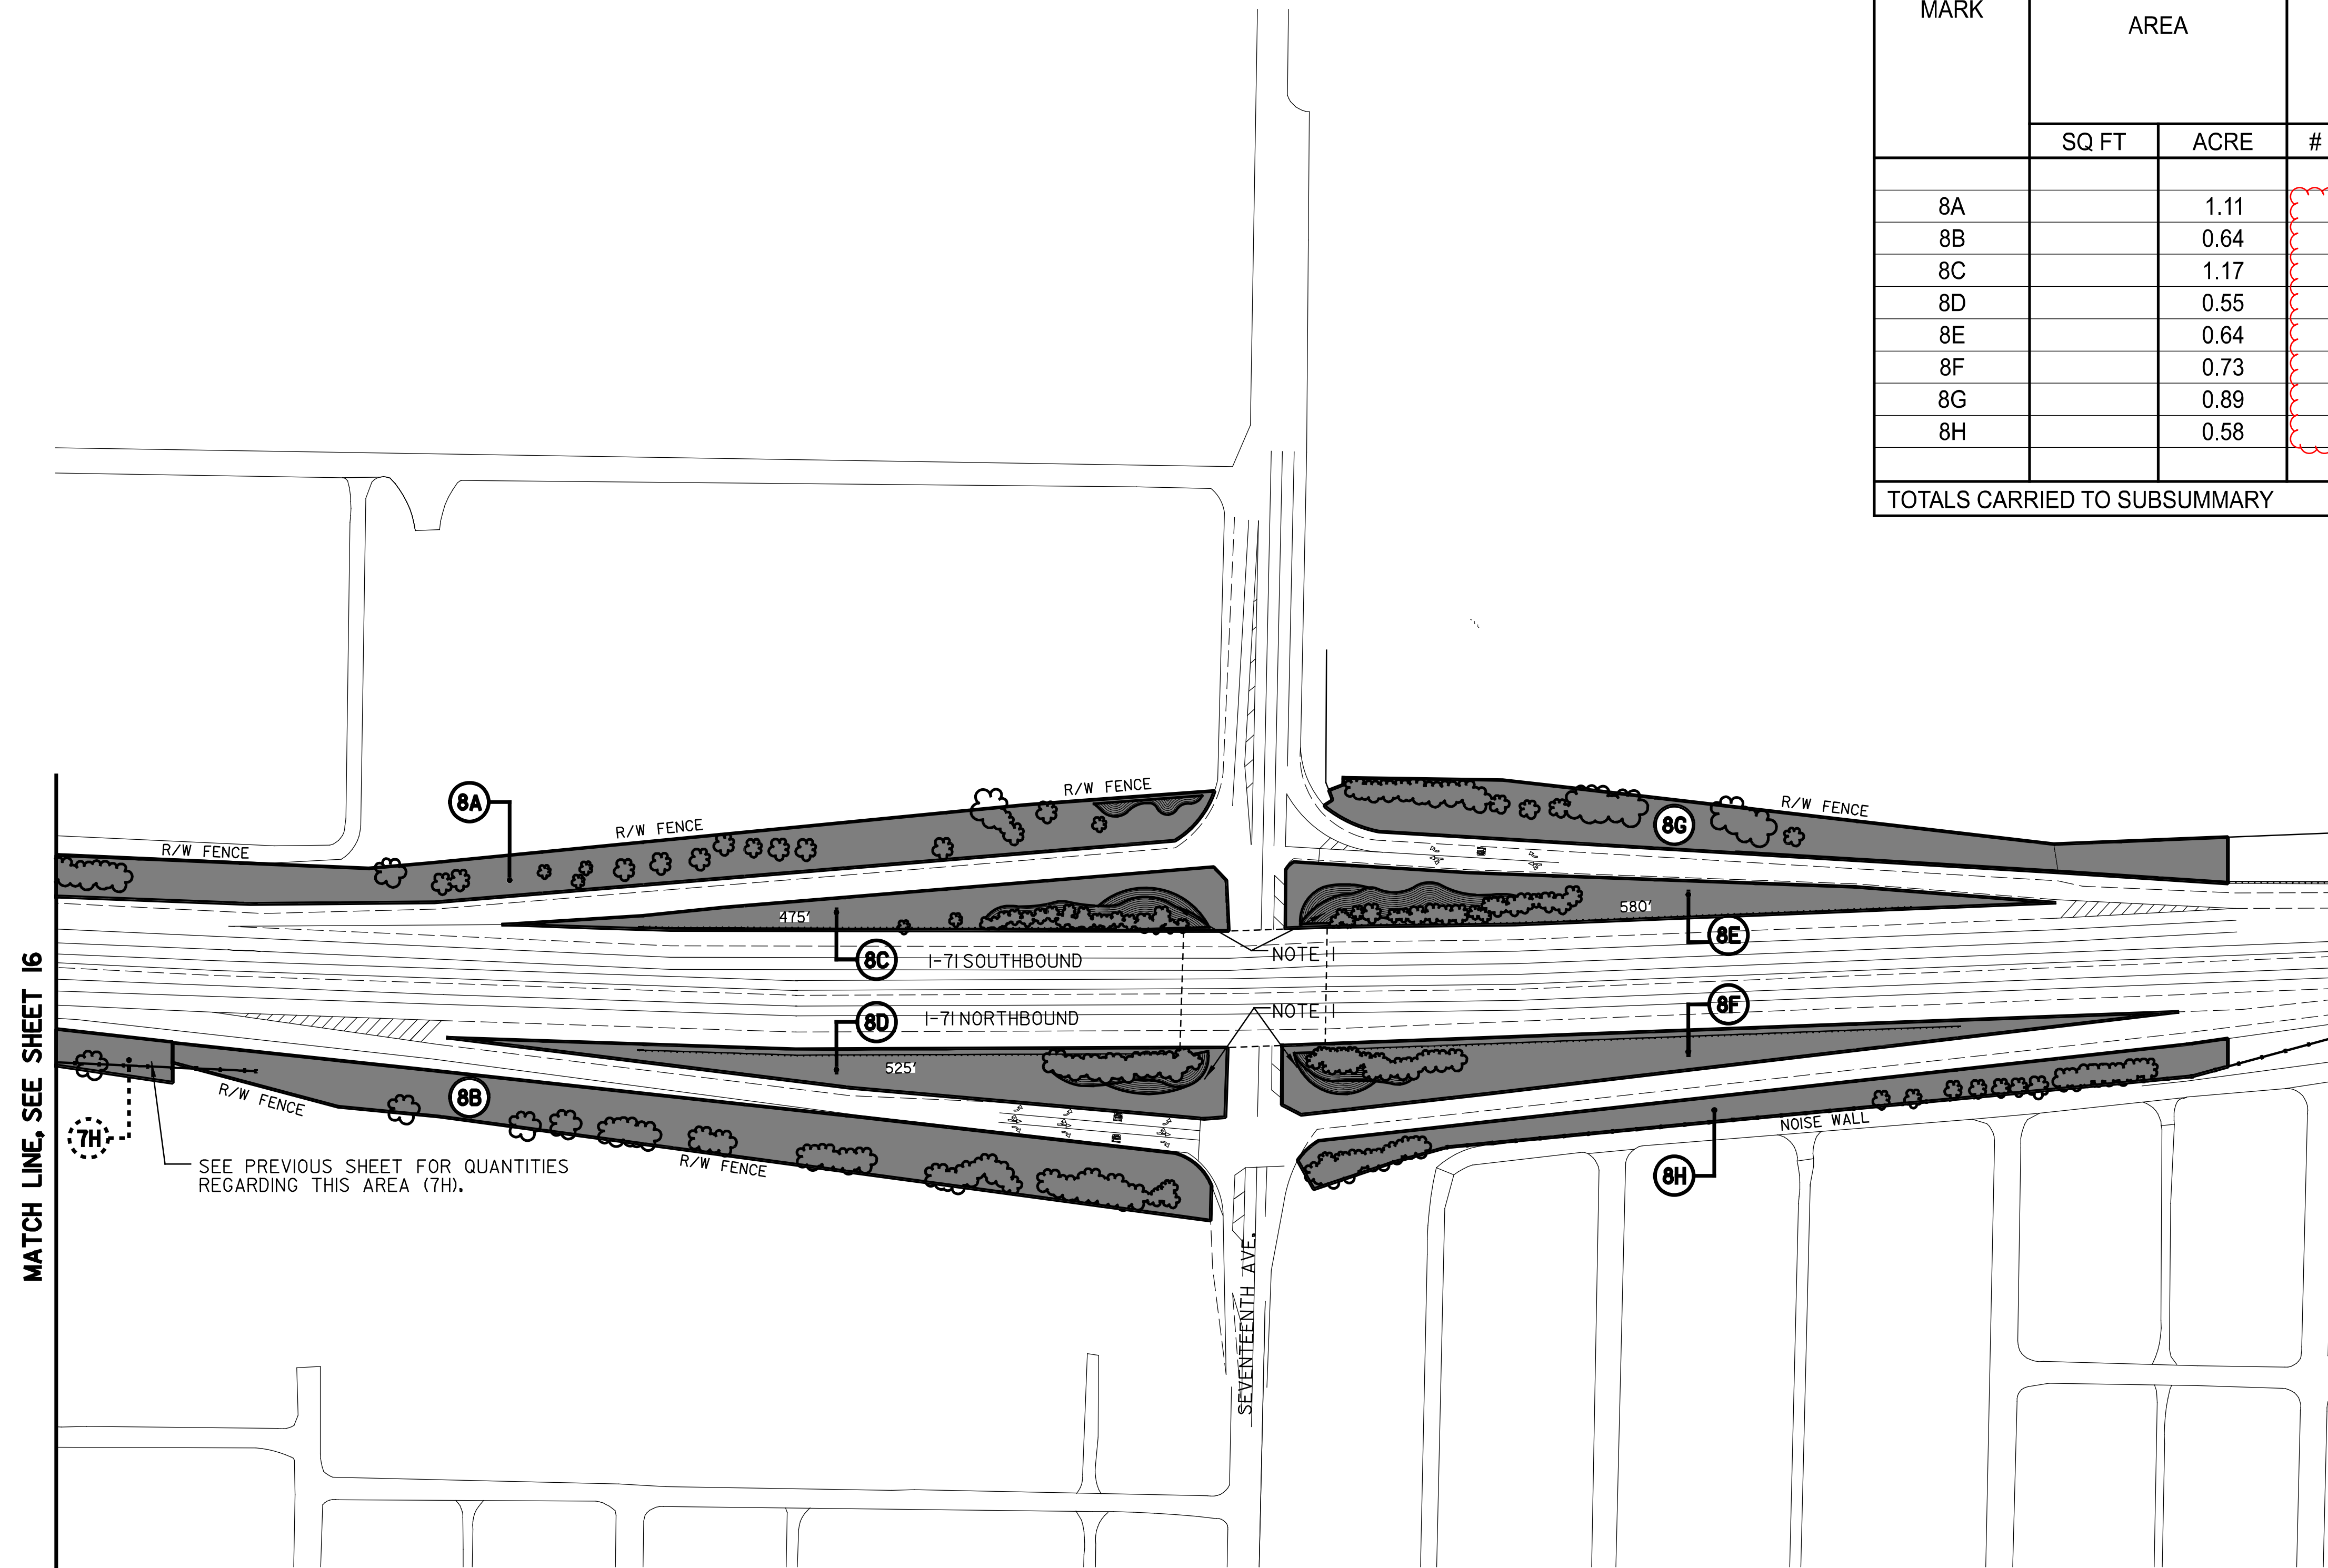 MARK
AREA
SQ FT ACRE #
8A 1.11
8B 0.64
8C 1.17
8D 0.55
8E 0.64
8F 0.73
8G 0.89
8H 0.58
TOTALS CARRIED TO SUBSUMMARY
8A
R/W FENCE
R/W FENCE
R/W FENCE
R/W FENCE
8G
475'
580'
8C
I-71 SOUTHBOUND
NOTE 1
8E
8D
I-71 NORTHBOUND
NOTE 1
8F
525'
8B
R/W FENCE
7H
SEE PREVIOUS SHEET FOR QUANTITIES
REGARDING THIS AREA (7H).
R/W FENCE
NOISE WALL
8H
SEVENTEENTH AVE.
MATCH LINE, SEE SHEET 16